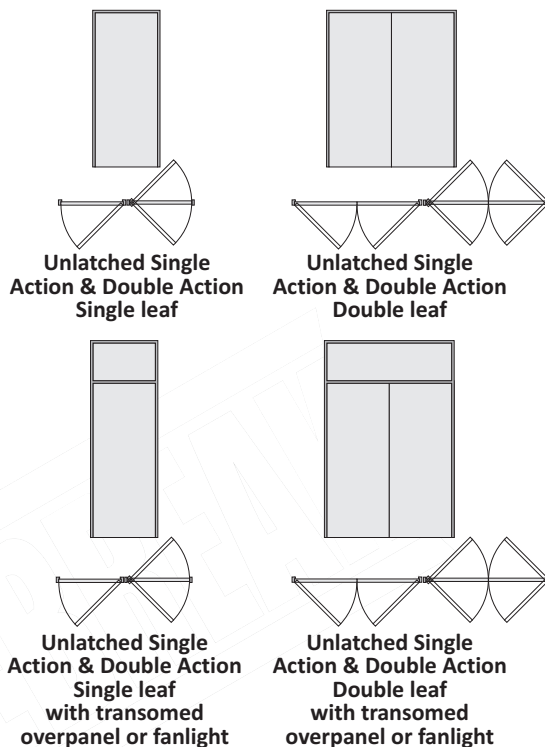 Unlatched Single
Action & Double Action
Single leaf
Unlatched Single
Action & Double Action
Double leaf
Unlatched Single
Action & Double Action
Single leaf
with transomed
overpanel or fanlight
Unlatched Single
Action & Double Action
Double leaf
with transomed
overpanel or fanlight